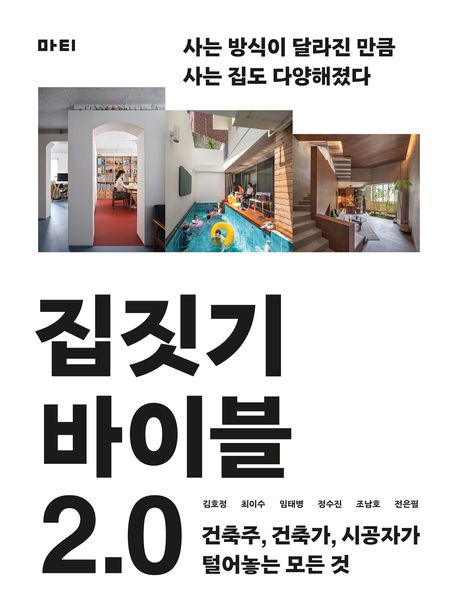 마티
사는 방식이 달라진 만큼
사는 집도 다양해졌다
집짓기
바이블
2.0
김호정 최이수 임태병 정수진 조남호 전은필
건축주, 건축가, 시공자가
털어놓는 모든 것